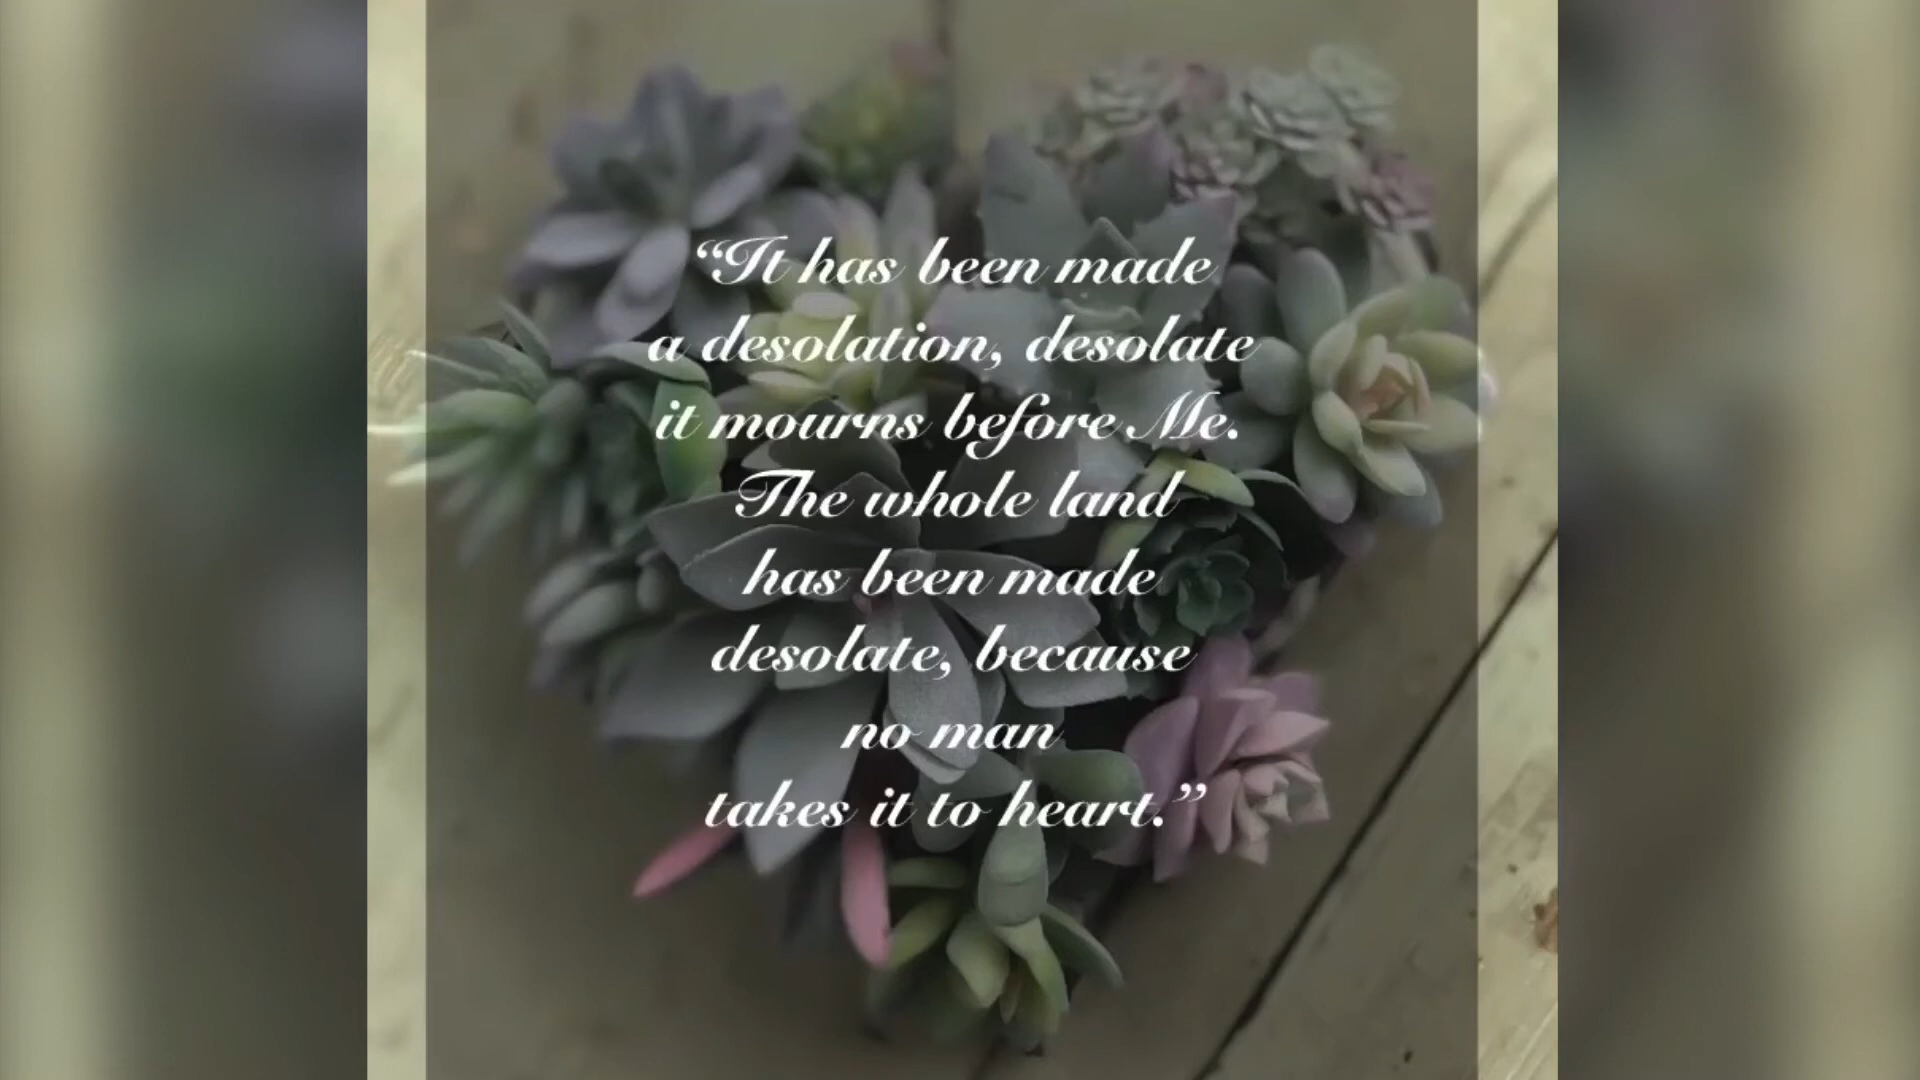 “It has been made
a desolation, desolate
it mourns before Me.
The whole land
has been made
desolate, because
no man
takes it to heart.”